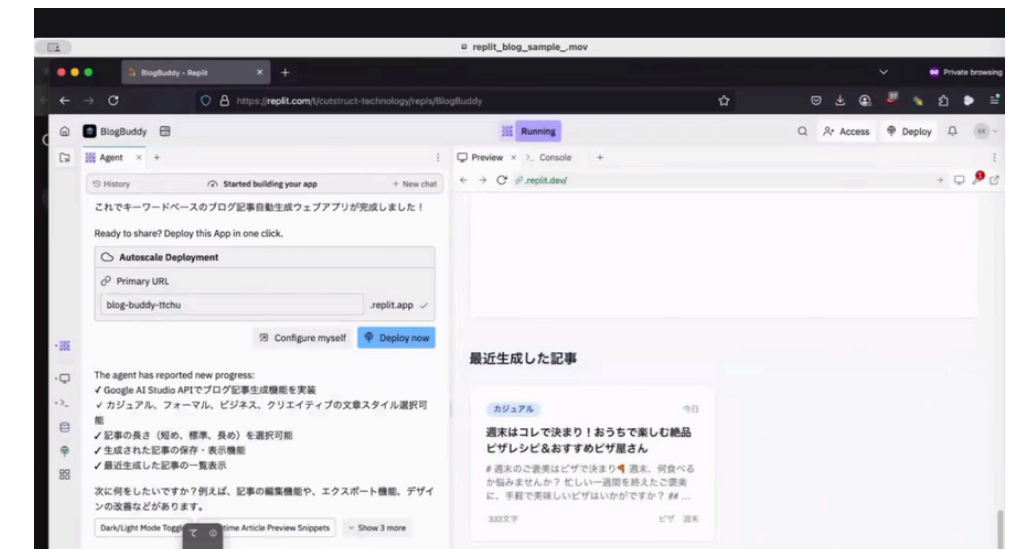 replit_blog_sample_.mov
BlogBuddy - Replit
Private browsing
https://replit.com/t/cutstruct-technology/repls/BlogBuddy
BlogBuddy
Running
Access
Deploy
Agent
Preview
Console
History
Started building your app
+ New chat
.replit.dev/
これでキーワードベースのブログ記事自動生成ウェブアプリが完成しました！
Ready to share? Deploy this App in one click.
Autoscale Deployment
Primary URL
blog-buddy-ttchu
.replit.app ✓
Configure myself
Deploy now
The agent has reported new progress:
✓ Google AI Studio APIでブログ記事生成機能を実装
✓ カジュアル、フォーマル、ビジネス、クリエイティブの文章スタイル選択可
能
✓ 記事の長さ（短め、標準、長め）を選択可能
✓ 生成された記事の保存・表示機能
✓ 最近生成した記事の一覧表示
次に何をしたいですか？例えば、記事の編集機能や、エクスポート機能、デザイ
ンの改善などがあります。
Dark/Light Mode
Article Preview Snippets
Show 3 more
て
最近生成した記事
カジュアル
今日
週末はコレで決まり！おうちで楽しむ絶品
ピザレシピ&おすすめピザ屋さん
# 週末のご褒美はピザで決まり🍕 週末、何食べる
か悩みませんか？ 忙しい一週間を終えたご褒美
に、手軽で美味しいピザはいかがですか？ ## ...
333文字
ピザ 週末